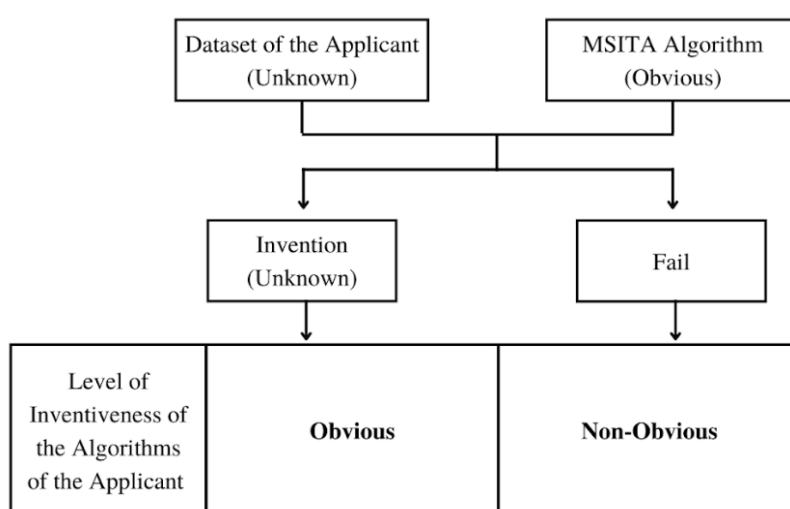 Dataset of the Applicant
(Unknown)
MSITA Algorithm
(Obvious)
Invention
(Unknown)
Fail
Level of
Inventiveness of
the Algorithms
of the Applicant
Obvious
Non-Obvious